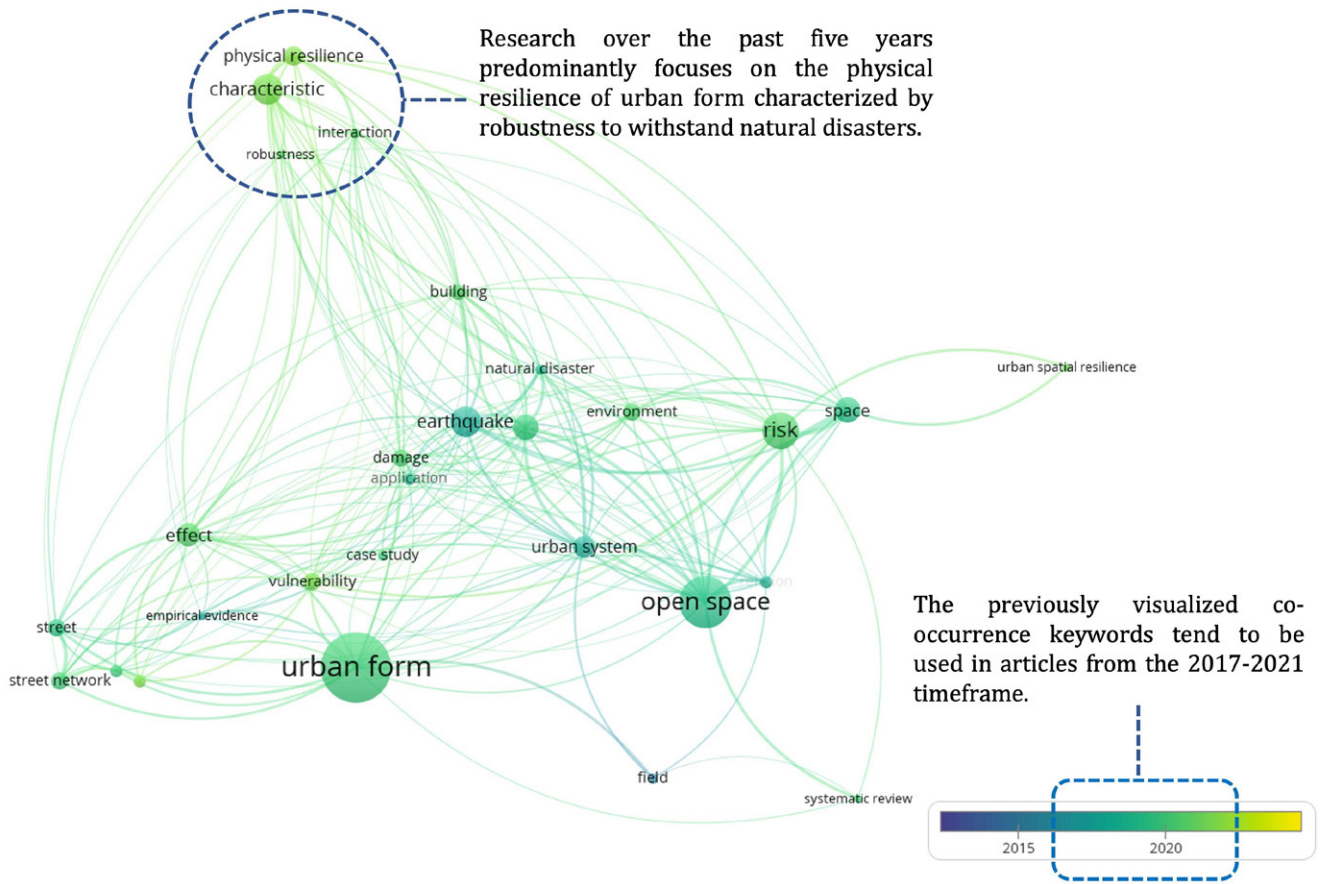 physical resilience
characteristic
interaction
robustness
Research over the past five years
predominantly focuses on the physical
resilience of urban form characterized by
robustness to withstand natural disasters.
building
natural disaster
urban spatial resilience
environment
space
earthquake
risk
damage
application
effect
urban system
case study
vulnerability
open space
empirical evidence
street
urban form
street network
The previously visualized co-
occurrence keywords tend to be
used in articles from the 2017-2021
timeframe.
field
systematic review
2015
2020